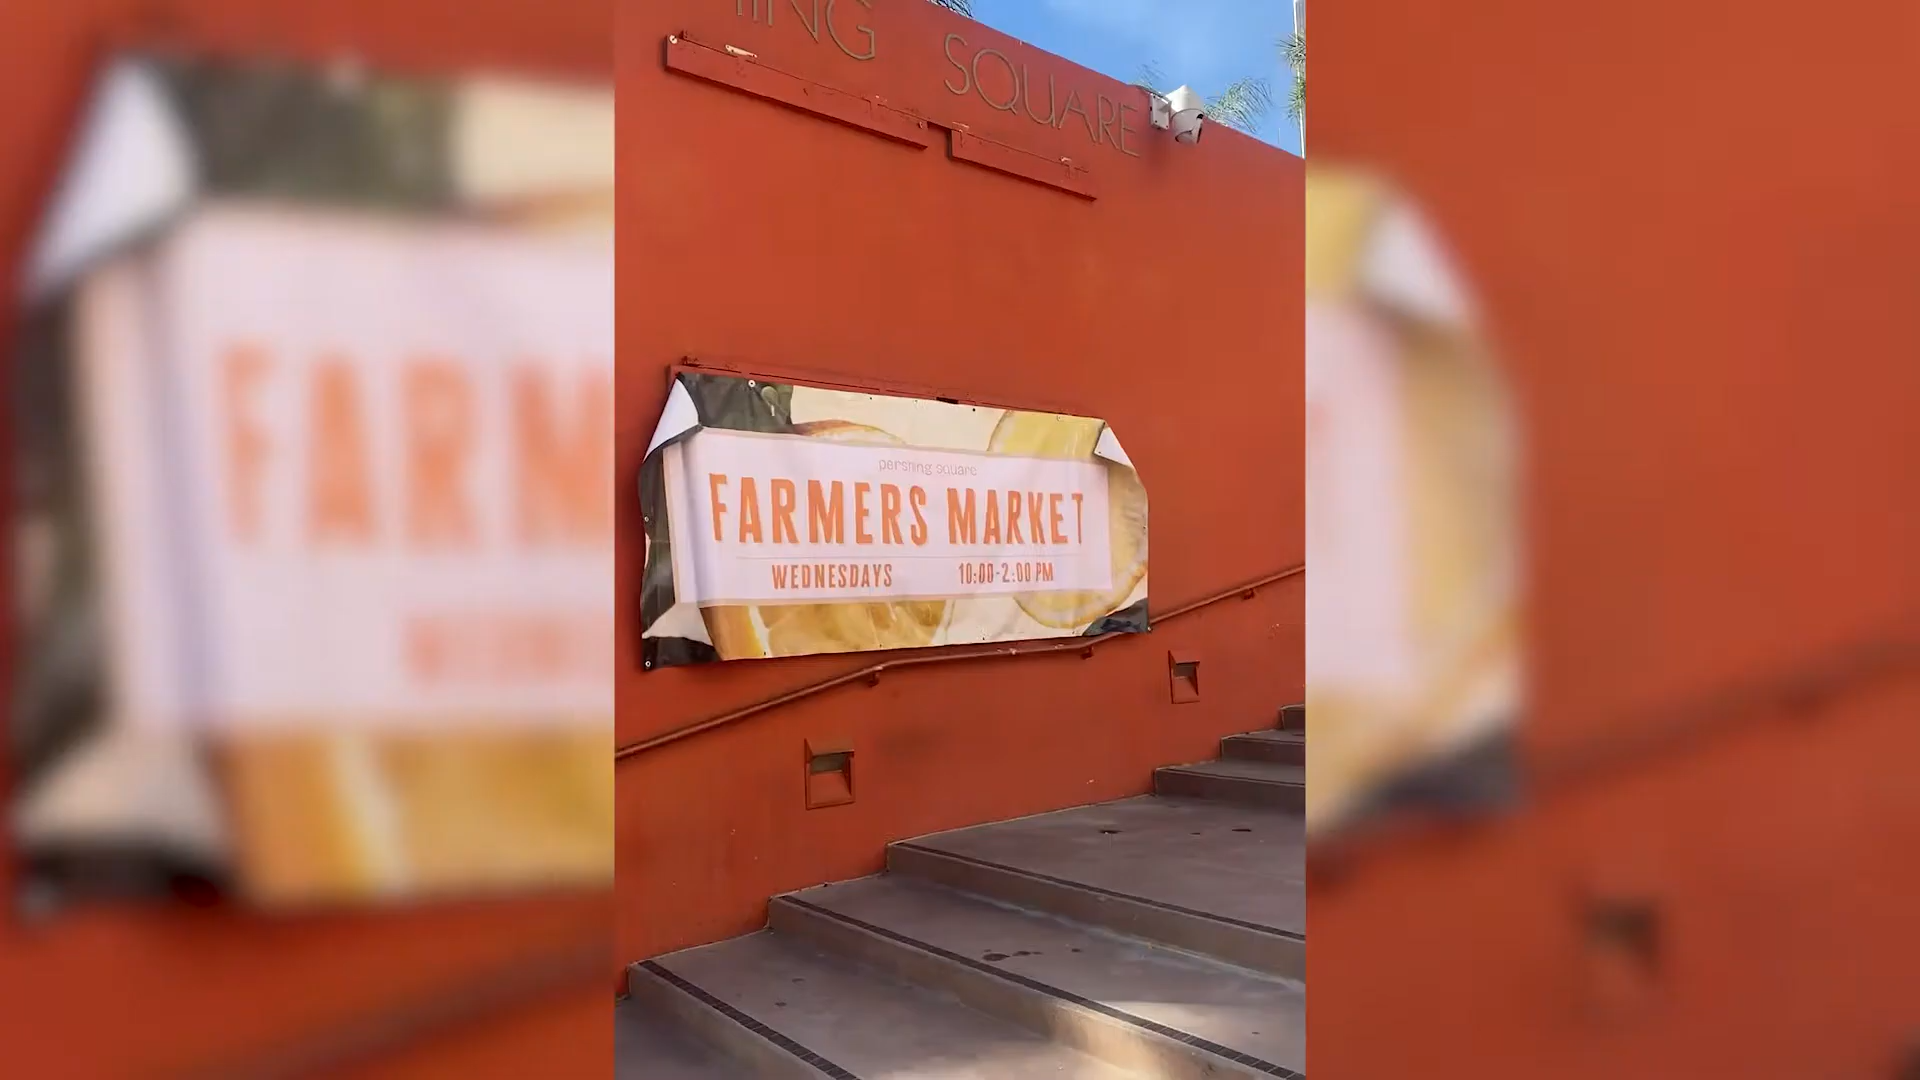 SQUARE
pershing square
FARMERS MARKET
WEDNESDAYS 10:00-2:00 PM